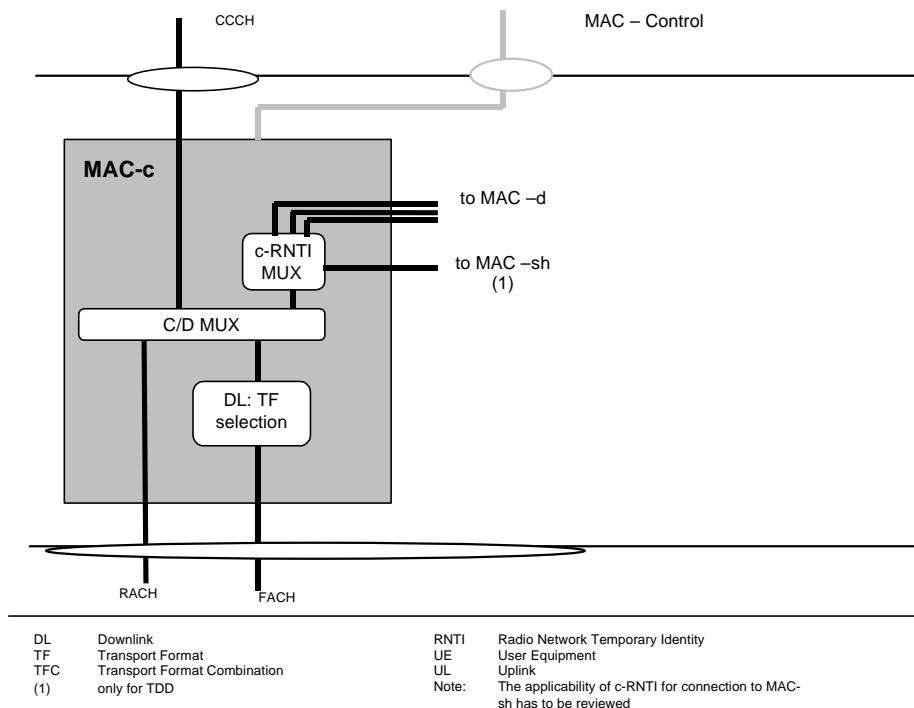 CCCH
MAC – Control
MAC-c
to MAC –d
c-RNTI
MUX
to MAC –sh
(1)
C/D MUX
DL: TF
selection
RACH
FACH
DL Downlink
TF Transport Format
TFC Transport Format Combination
(1) only for TDD
RNTI Radio Network Temporary Identity
UE User Equipment
UL Uplink
Note: The applicability of c-RNTI for connection to MAC-
sh has to be reviewed